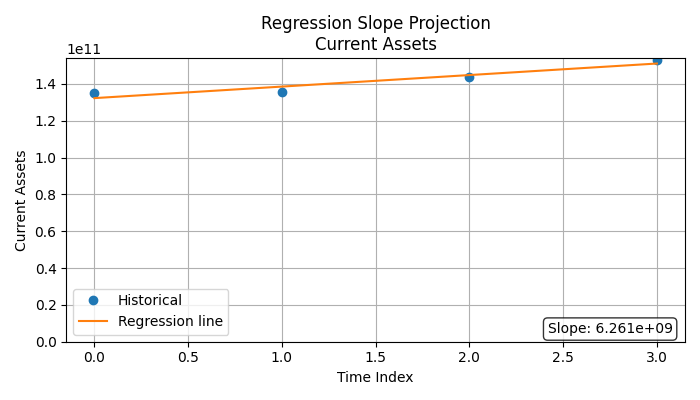 Regression Slope Projection
Current Assets
1e11
1.4
1.2
1.0
0.8
0.6
0.4
0.2
0.0
Current Assets
Historical
Regression line
Slope: 6.261e+09
0.0 0.5 1.0 1.5 2.0 2.5 3.0
Time Index